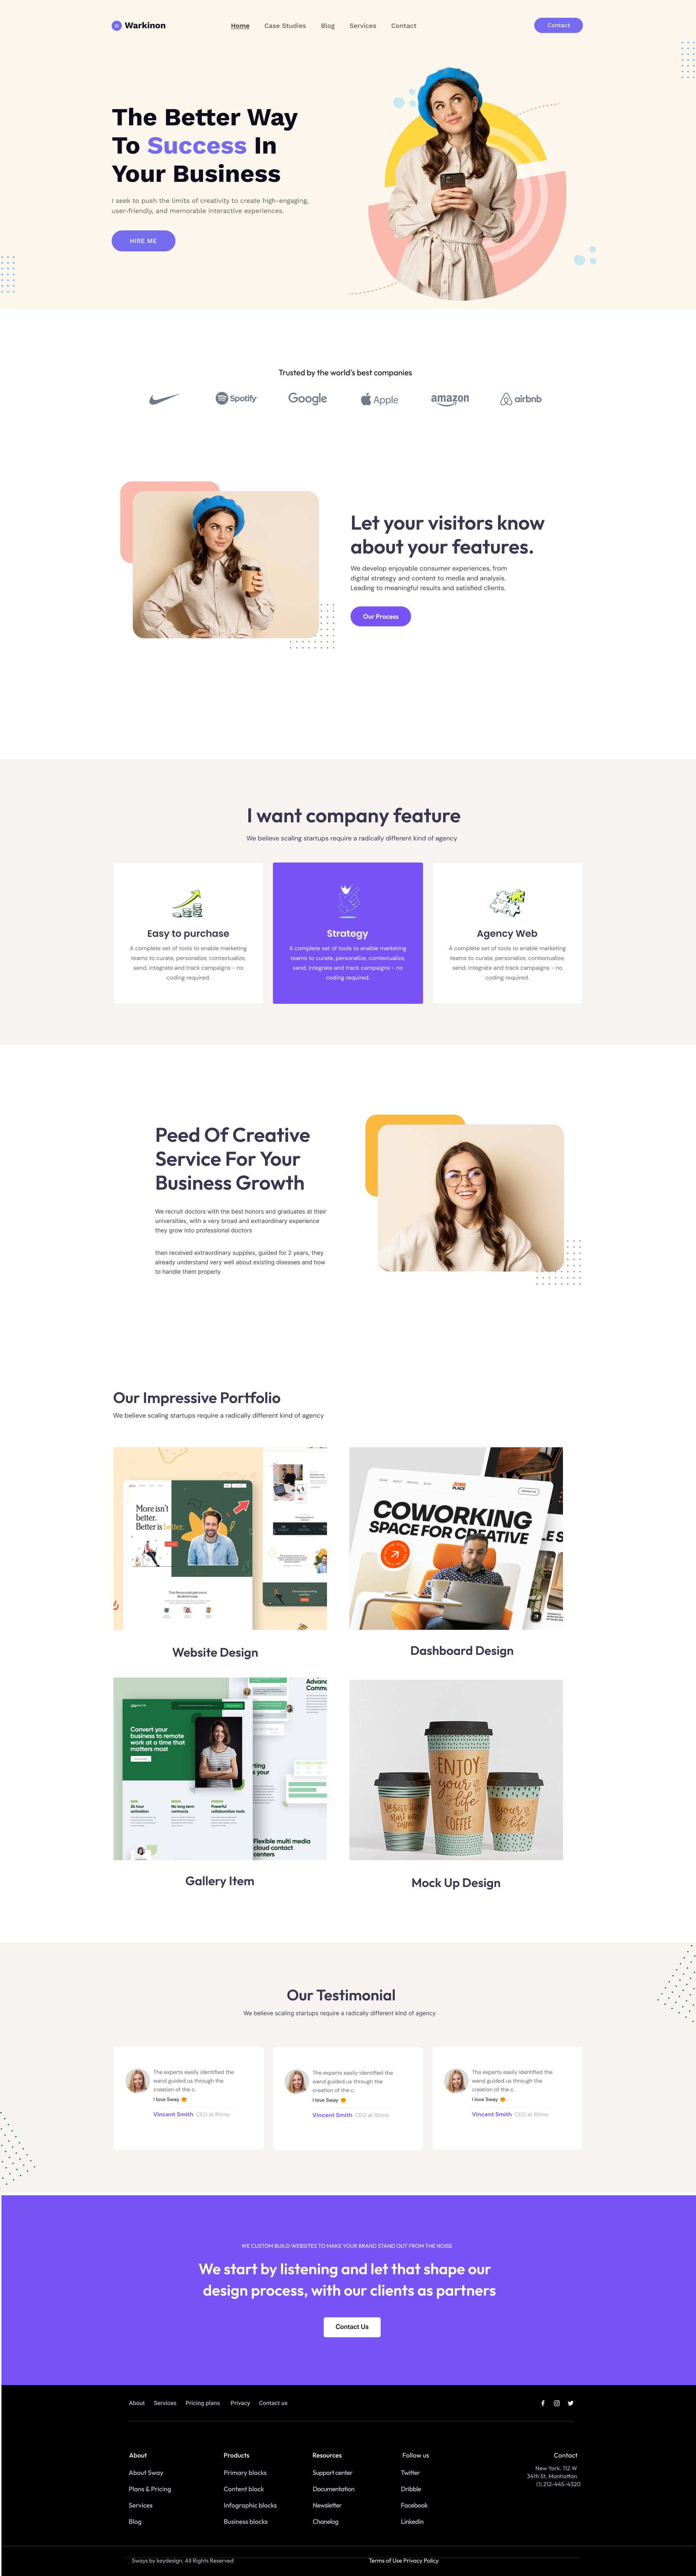 Warkinon
Home Case Studies Blog Services Contact
Contact
The Better Way
To Success In
Your Business
I seek to push the limits of creativity to create high-engaging,
user-friendly, and memorable interactive experiences.
HIRE ME
Trusted by the world's best companies
Spotify Google Apple amazon airbnb
Let your visitors know
about your features.
We develop enjoyable consumer experiences, from
digital strategy and content to media and analysis.
Leading to meaningful results and satisfied clients.
Our Process
I want company feature
We believe scaling startups require a radically different kind of agency
Easy to purchase
A complete set of tools to enable marketing
teams to curate, personalize, contextualize,
send, integrate and track campaigns – no
coding required.
Strategy
A complete set of tools to enable marketing
teams to curate, personalize, contextualize,
send, integrate and track campaigns – no
coding required.
Agency Web
A complete set of tools to enable marketing
teams to curate, personalize, contextualize,
send, integrate and track campaigns – no
coding required.
Peed Of Creative
Service For Your
Business Growth
We recruit doctors with the best honors and graduates at their
universities, with a very broad and extraordinary experience
they grow into professional doctors
then received extraordinary supplies, guided for 2 years, they
already understand very well about existing diseases and how
to handle them properly
Our Impressive Portfolio
We believe scaling startups require a radically different kind of agency
More isn't
better.
Better is better.
Website Design
JOBS
PLACE
COWORKING
SPACE FOR CREATIVE
LES
Dashboard Design
Advanc
Commu
Convert your
business to remote
work at a time that
matters most
24 hour
activation
No long term
contracts
Powerful
collaboration tools
rting
s your
Flexible multi media
cloud contact
centers
Gallery Item
ENJOY
your
life
COFFEE
your
life
Mock Up Design
Our Testimonial
We believe scaling startups require a radically different kind of agency
The experts easily identified the
wand guided us through the
creation of the c.
I love Sway
Vincent Smith CEO at Ritmo
The experts easily identified the
wand guided us through the
creation of the c.
I love Sway
Vincent Smith CEO at Ritmo
The experts easily identified the
wand guided us through the
creation of the c.
I love Sway
Vincent Smith CEO at Ritmo
WE CUSTOM BUILD WEBSITES TO MAKE YOUR BRAND STAND OUT FROM THE NOISE
We start by listening and let that shape our
design process, with our clients as partners
Contact Us
About Services Pricing plans Privacy Contact us
About
About Sway
Plans & Pricing
Services
Blog
Products
Primary blocks
Content block
Infographic blocks
Business blocks
Resources
Support center
Documentation
Newsletter
Chanelog
Follow us
Twitter
Dribble
Facebook
Linkedin
Contact
New York. 112 W
34th St, Manhattan
(1) 212-445-4320
Sways by keydesign. All Rights Reserved
Terms of Use Privacy Policy